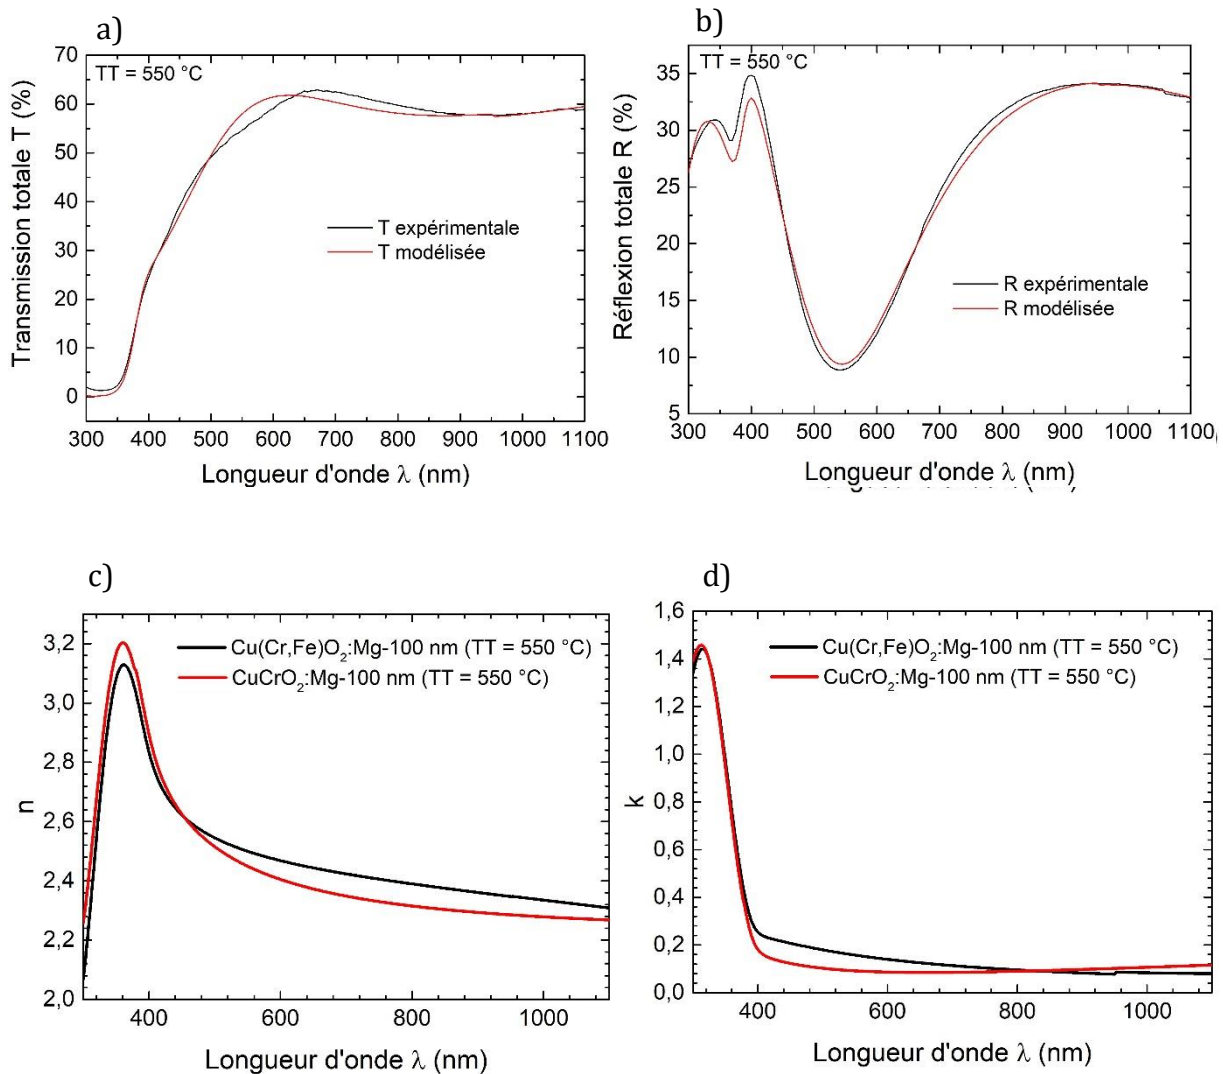 a)
Transmission totale T (%)
70
60
50
40
30
20
10
0
TT = 550 °C
T expérimentale
T modélisée
300 400 500 600 700 800 900 1000 1100
Longueur d'onde λ (nm)
b)
Réflexion totale R (%)
35
30
25
20
15
10
5
TT = 550 °C
R expérimentale
R modélisée
300 400 500 600 700 800 900 1000 1100
Longueur d'onde λ (nm)
c)
n
3,2
3,0
2,8
2,6
2,4
2,2
2,0
Cu(Cr,Fe)O₂:Mg-100 nm (TT = 550 °C)
CuCrO₂:Mg-100 nm (TT = 550 °C)
400 600 800 1000
Longueur d'onde λ (nm)
d)
k
1,6
1,4
1,2
1,0
0,8
0,6
0,4
0,2
0,0
Cu(Cr,Fe)O₂:Mg-100 nm (TT = 550 °C)
CuCrO₂:Mg-100 nm (TT = 550 °C)
400 600 800 1000
Longueur d'onde λ (nm)